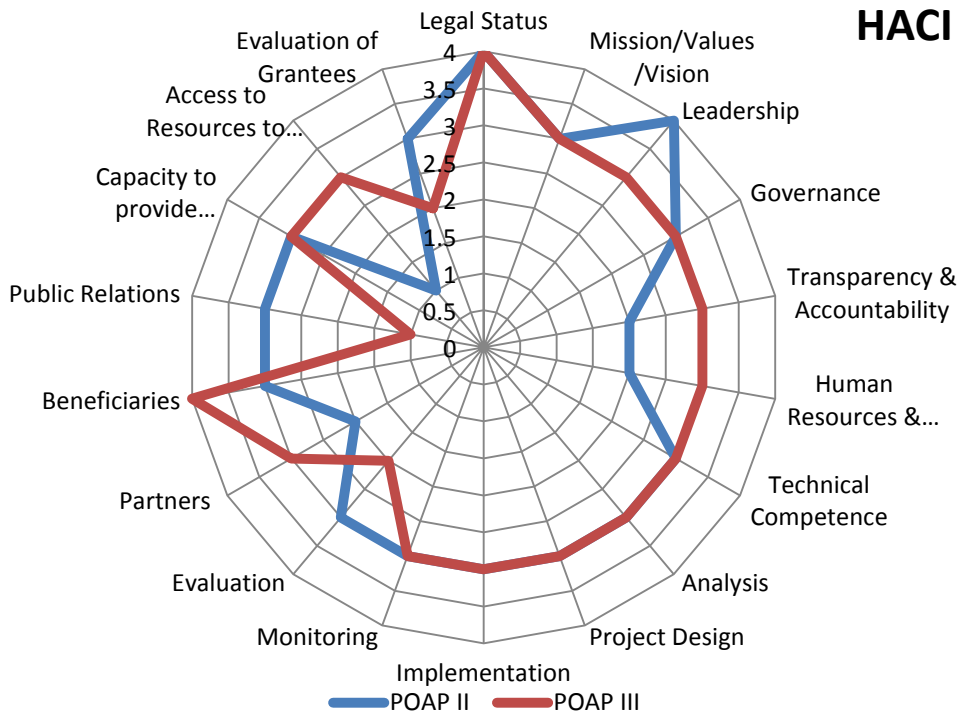 HACI
Legal Status
Mission/Values
/Vision
Leadership
Governance
Transparency &
Accountability
Human
Resources &…
Technical
Competence
Analysis
Project Design
Implementation
Monitoring
Evaluation
Partners
Beneficiaries
Public Relations
Capacity to
provide…
Access to
Resources to…
Evaluation of
Grantees
4
3.5
3
2.5
2
1.5
1
0.5
0
POAP II
POAP III